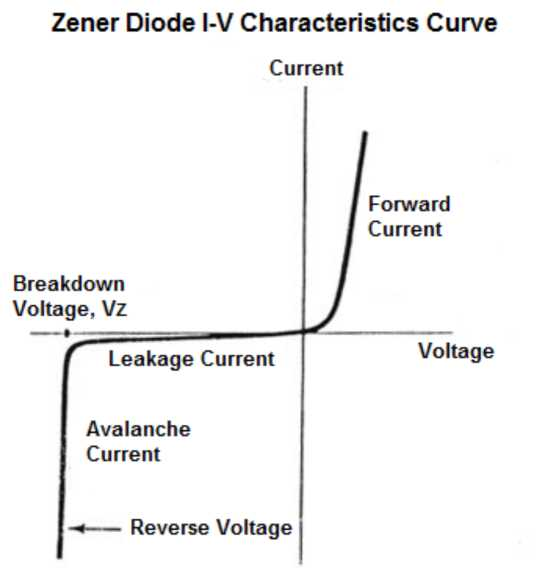 Zener Diode I-V Characteristics Curve
Current
Forward
Current
Breakdown
Voltage, Vz
Leakage Current
Voltage
Avalanche
Current
Reverse Voltage